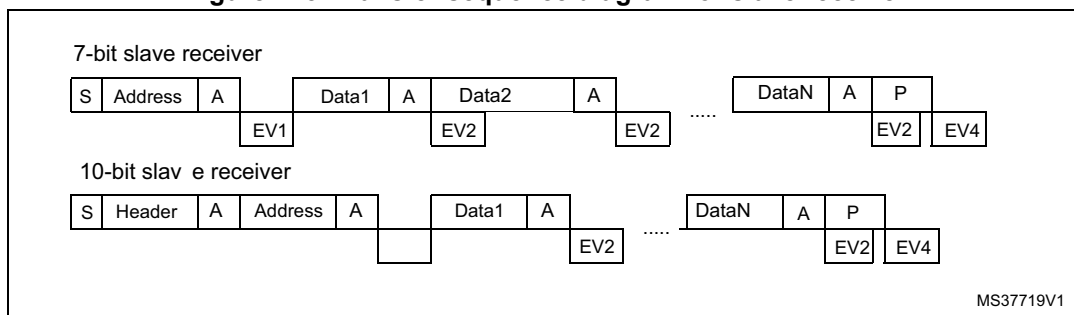 7-bit slave receiver
S Address A Data1 A Data2 A ..... DataN A P
EV1 EV2 EV2 EV2 EV4
10-bit slav e receiver
S Header A Address A Data1 A ..... DataN A P
EV2 EV2 EV4
MS37719V1